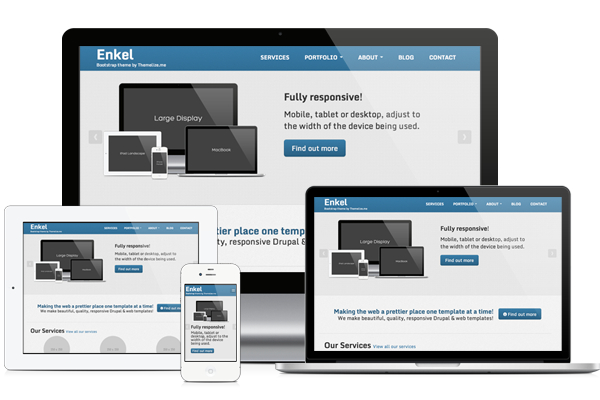 Enkel
Bootstrap theme by Themelize.me
SERVICES PORTFOLIO ABOUT BLOG CONTACT
Large Display
iPad Landscape
MacBook
Fully responsive!
Mobile, tablet or desktop, adjust to
the width of the device being used.
Find out more
prettier place one template
quality, responsive Drupal &
Enkel
SERVICES PORTFOLIO ABOUT BLOG CONTACT
Large Display
Fully responsive!
Mobile, tablet or desktop, adjust to
the width of the device being used.
Find out more
Making the web a prettier place one template at a time!
We make beautiful, quality, responsive Drupal & web templates!
Find out more
Our Services View all our services
Enkel
Fully responsive!
Mobile, tablet or
desktop, adjust to
the width of the
device being used.
Find out more
Enkel
Bootstrap theme by Themelize.me
SERVICES PORTFOLIO ABOUT BLOG CONTACT
Large Display
MacBook
Fully responsive!
Mobile, tablet or desktop, adjust to
the width of the device being used.
Find out more
Making the web a prettier place one template at a time!
We make beautiful, quality, responsive Drupal & web templates!
Find out more
Our Services View all our services